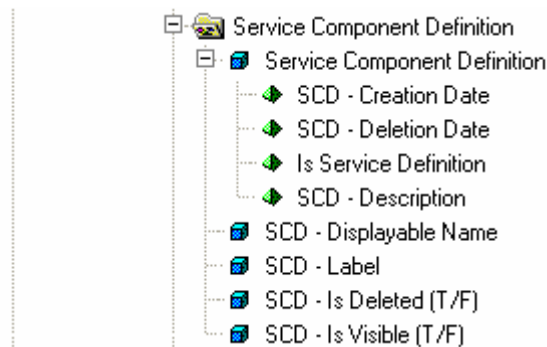 Service Component Definition
Service Component Definition
SCD - Creation Date
SCD - Deletion Date
Is Service Definition
SCD - Description
SCD - Displayable Name
SCD - Label
SCD - Is Deleted (T/F)
SCD - Is Visible (T/F)